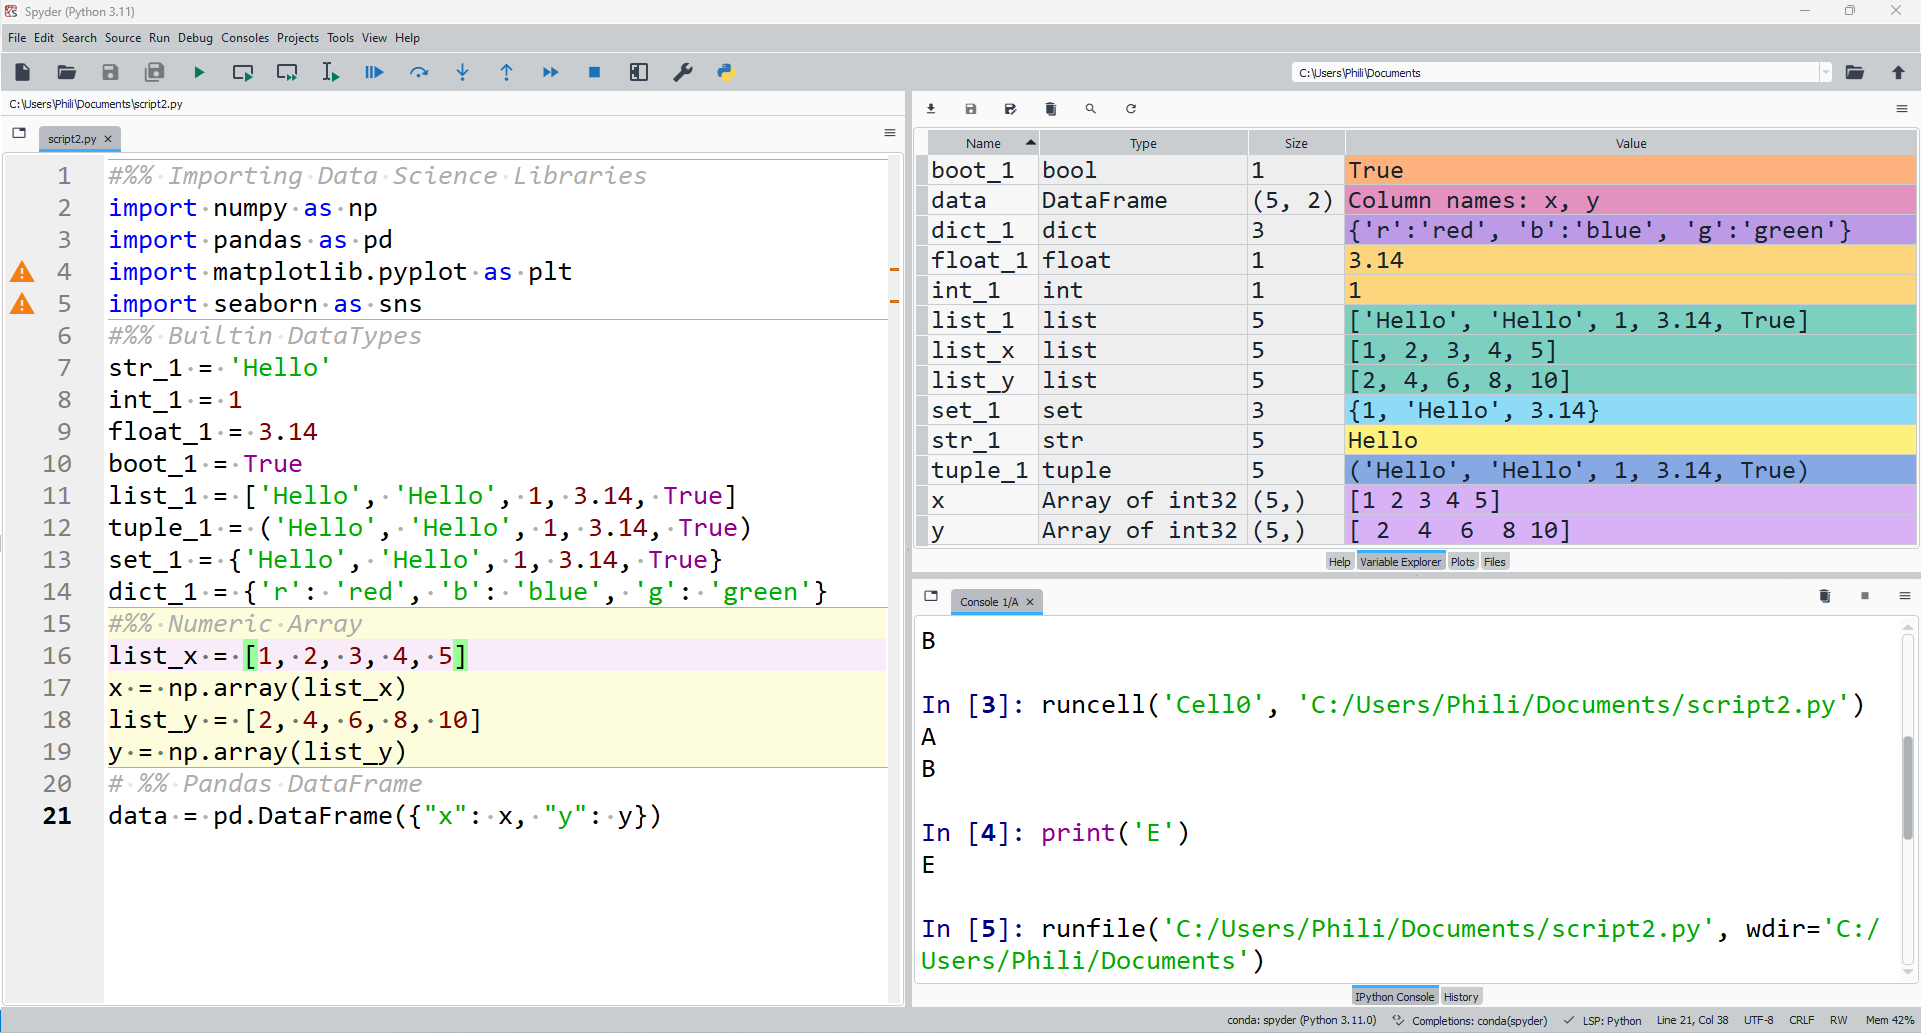 Spyder (Python 3.11)
File Edit Search Source Run Debug Consoles Projects Tools View Help
C:\Users\Phili\Documents
C:\Users\Phili\Documents\script2.py
script2.py
1 #%% Importing Data Science Libraries
2 import numpy as np
3 import pandas as pd
4 import matplotlib.pyplot as plt
5 import seaborn as sns
6 #%% Builtin DataTypes
7 str_1 = 'Hello'
8 int_1 = 1
9 float_1 = 3.14
10 boot_1 = True
11 list_1 = ['Hello', 'Hello', 1, 3.14, True]
12 tuple_1 = ('Hello', 'Hello', 1, 3.14, True)
13 set_1 = {'Hello', 'Hello', 1, 3.14, True}
14 dict_1 = {'r': 'red', 'b': 'blue', 'g': 'green'}
15 #%% Numeric Array
16 list_x = [1, 2, 3, 4, 5]
17 x = np.array(list_x)
18 list_y = [2, 4, 6, 8, 10]
19 y = np.array(list_y)
20 # %% Pandas DataFrame
21 data = pd.DataFrame({"x": x, "y": y})
Name Type Size Value
boot_1 bool 1 True
data DataFrame (5, 2) Column names: x, y
dict_1 dict 3 {'r':'red', 'b':'blue', 'g':'green'}
float_1 float 1 3.14
int_1 int 1 1
list_1 list 5 ['Hello', 'Hello', 1, 3.14, True]
list_x list 5 [1, 2, 3, 4, 5]
list_y list 5 [2, 4, 6, 8, 10]
set_1 set 3 {1, 'Hello', 3.14}
str_1 str 5 Hello
tuple_1 tuple 5 ('Hello', 'Hello', 1, 3.14, True)
x Array of int32 (5,) [1 2 3 4 5]
y Array of int32 (5,) [ 2  4  6  8 10]
Help Variable Explorer Plots Files
Console 1/A
B
In [3]: runcell('Cell0', 'C:/Users/Phili/Documents/script2.py')
A
B
In [4]: print('E')
E
In [5]: runfile('C:/Users/Phili/Documents/script2.py', wdir='C:/
Users/Phili/Documents')
IPython Console History
conda: spyder (Python 3.11.0) Completions: conda(spyder) LSP: Python Line 21, Col 38 UTF-8 CRLF RW Mem 42%